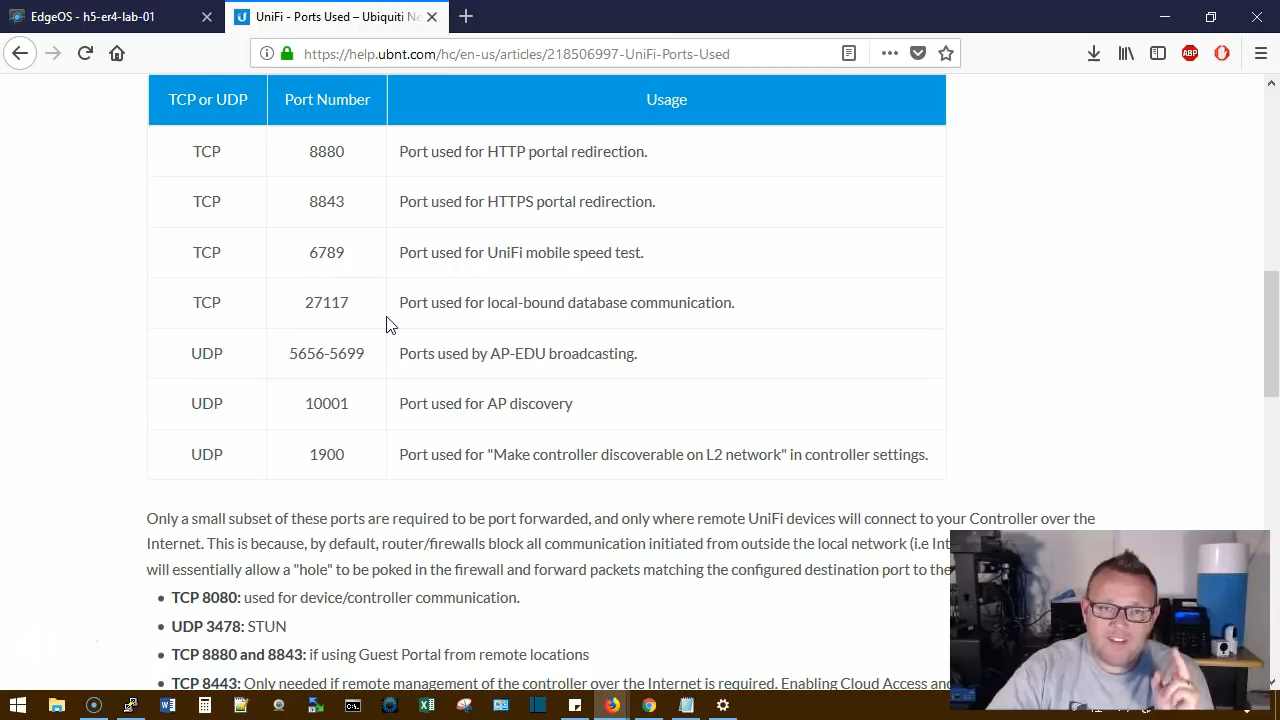 EdgeOS - h5-er4-lab-01
UniFi - Ports Used – Ubiquiti Ne
https://help.ubnt.com/hc/en-us/articles/218506997-UniFi-Ports-Used
ABP
TCP or UDP Port Number Usage
TCP 8880 Port used for HTTP portal redirection.
TCP 8843 Port used for HTTPS portal redirection.
TCP 6789 Port used for UniFi mobile speed test.
TCP 27117 Port used for local-bound database communication.
UDP 5656-5699 Ports used by AP-EDU broadcasting.
UDP 10001 Port used for AP discovery
UDP 1900 Port used for "Make controller discoverable on L2 network" in controller settings.
Only a small subset of these ports are required to be port forwarded, and only where remote UniFi devices will connect to your Controller over the
Internet. This is because, by default, router/firewalls block all communication initiated from outside the local network (i.e Int
will essentially allow a "hole" to be poked in the firewall and forward packets matching the configured destination port to the
• TCP 8080: used for device/controller communication.
• UDP 3478: STUN
• TCP 8880 and 8843: if using Guest Portal from remote locations
• TCP 8443: Only needed if remote management of the controller over the Internet is required. Enabling Cloud Access and